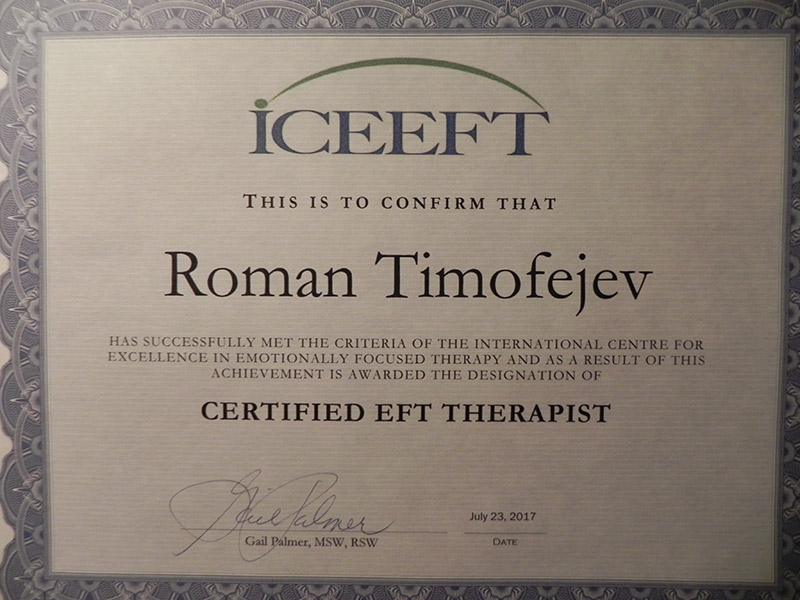 iCEEFT
THIS IS TO CONFIRM THAT
Roman Timofejev
HAS SUCCESSFULLY MET THE CRITERIA OF THE INTERNATIONAL CENTRE FOR
EXCELLENCE IN EMOTIONALLY FOCUSED THERAPY AND AS A RESULT OF THIS
ACHIEVEMENT IS AWARDED THE DESIGNATION OF
CERTIFIED EFT THERAPIST
Gail Palmer
July 23, 2017
Gail Palmer, MSW, RSW
DATE